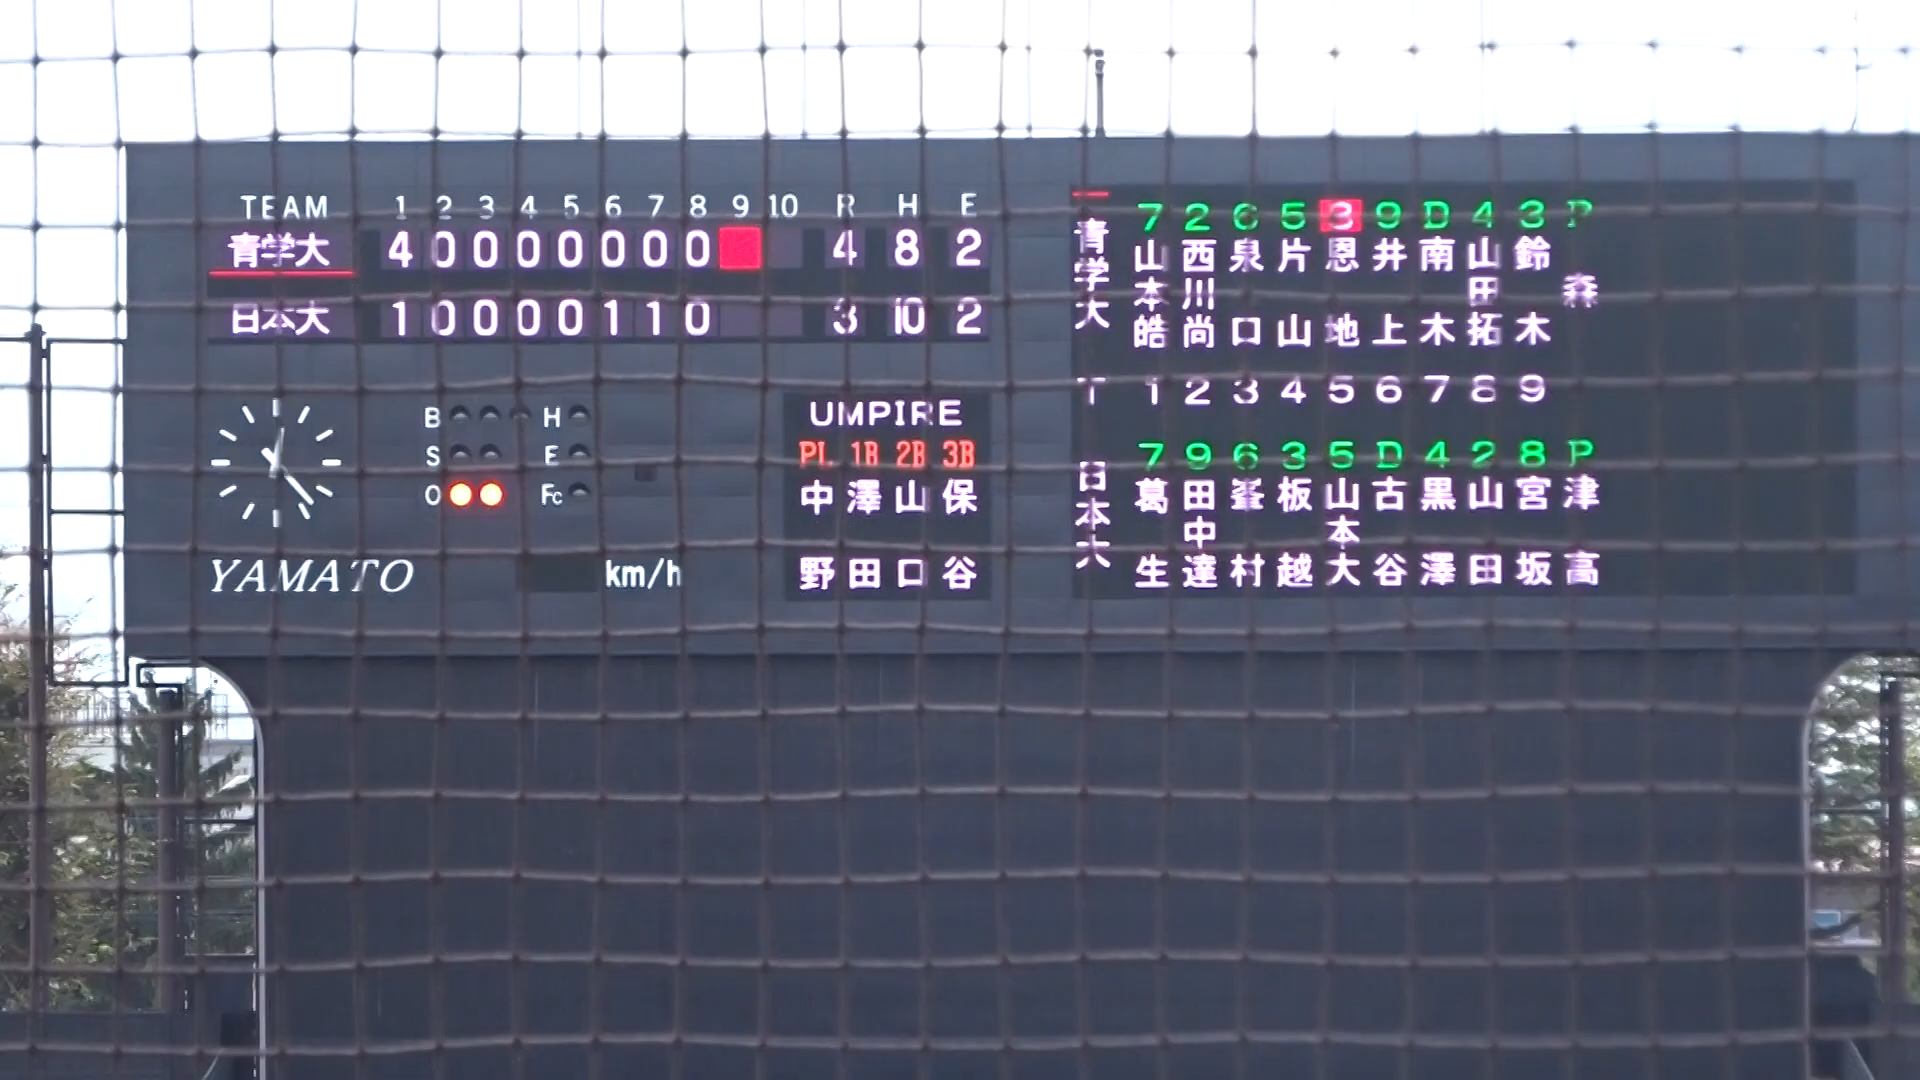 TEAM 1 2 3 4 5 6 7 8 9 10 R H E
青学大 4 0 0 0 0 0 0 0 4 8 2
日本大 1 0 0 0 0 1 1 0 3 10 2
B H
S E
O Fc
YAMATO
km/h
UMPIRE
PL 1B 2B 3B
中野 澤田 山口 保谷
青学大
7 2 6 5 3 9 D 4 3 P
山本皓 西川尚 泉口 片山 恩地 井上 南木 山田拓 鈴木 森
1 2 3 4 5 6 7 8 9
日本大
7 9 6 3 5 D 4 2 8 P
葛生 田中達 峯村 板越 山本大 古谷 黒澤 山田 宮坂 津高